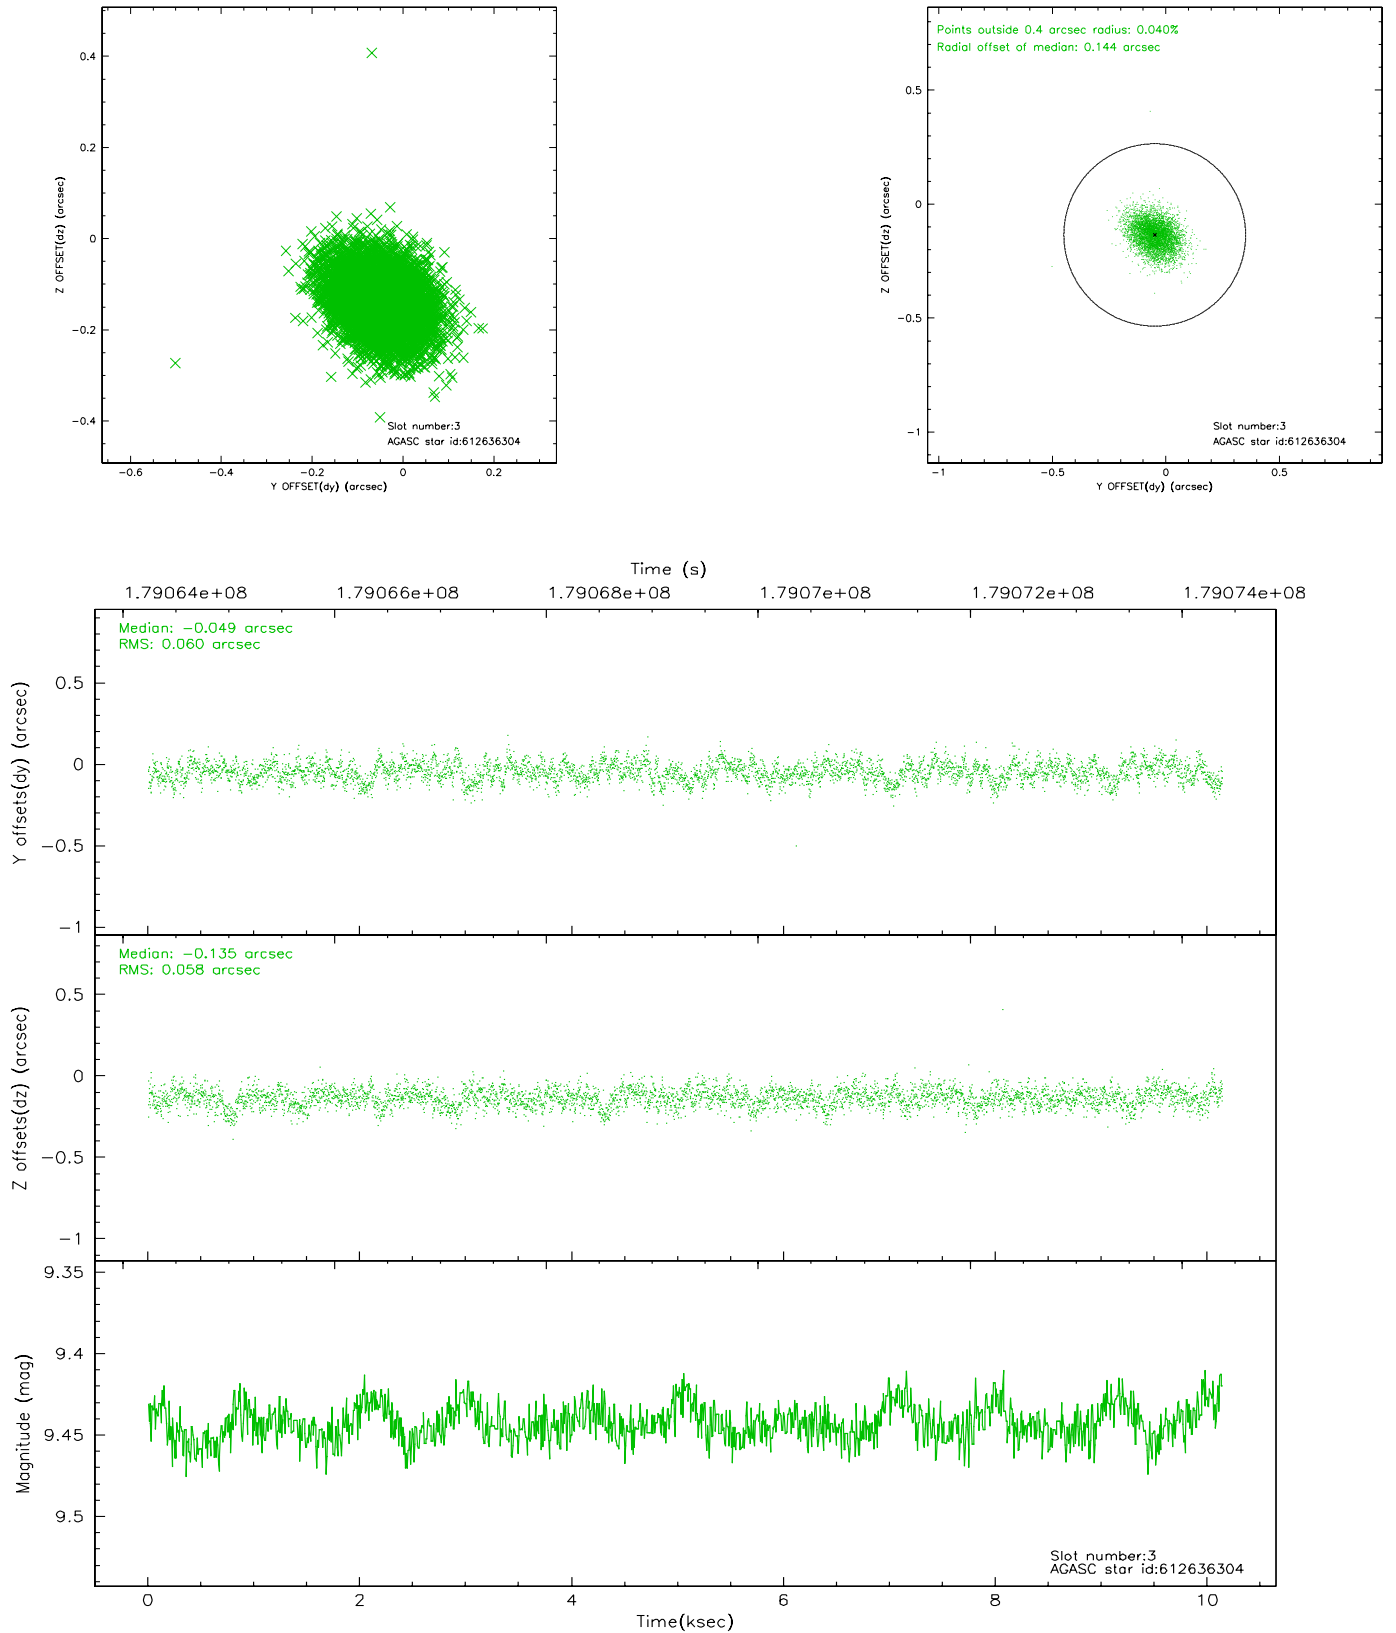 0.4
0.2
0
−0.2
−0.4
Z OFFSET(dz) (arcsec)
Slot number:3
AGASC star id:612636304
−0.6 −0.4 −0.2 0 0.2
Y OFFSET(dy) (arcsec)
Points outside 0.4 arcsec radius: 0.040%
Radial offset of median: 0.144 arcsec
0.5
0
−0.5
−1
Z OFFSET(dz) (arcsec)
Slot number:3
AGASC star id:612636304
−1 −0.5 0 0.5
Y OFFSET(dy) (arcsec)
Time (s)
1.79064e+08 1.79066e+08 1.79068e+08 1.7907e+08 1.79072e+08 1.79074e+08
Median: −0.049 arcsec
RMS: 0.060 arcsec
0.5
0
−0.5
−1
Y offsets(dy) (arcsec)
Median: −0.135 arcsec
RMS: 0.058 arcsec
0.5
0
−0.5
−1
Z offsets(dz) (arcsec)
9.35
9.4
9.45
9.5
Magnitude (mag)
Slot number:3
AGASC star id:612636304
0 2 4 6 8 10
Time(ksec)